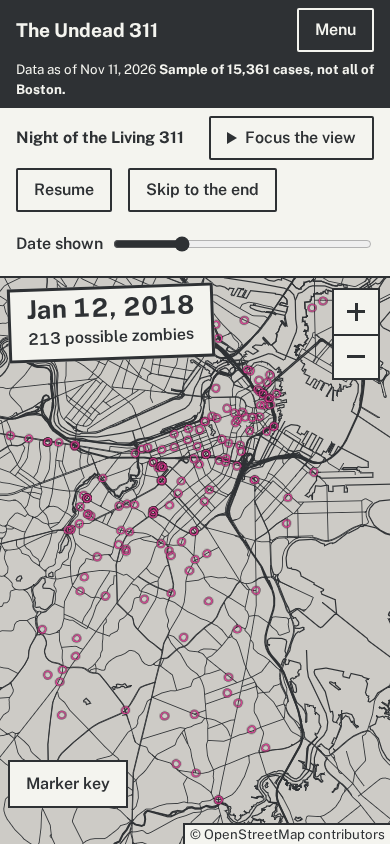 The Undead 311
Menu
Data as of Nov 11, 2026 Sample of 15,361 cases, not all of
Boston.
Night of the Living 311
Focus the view
Resume
Skip to the end
Date shown
Jan 12, 2018
213 possible zombies
+
−
Marker key
© OpenStreetMap contributors